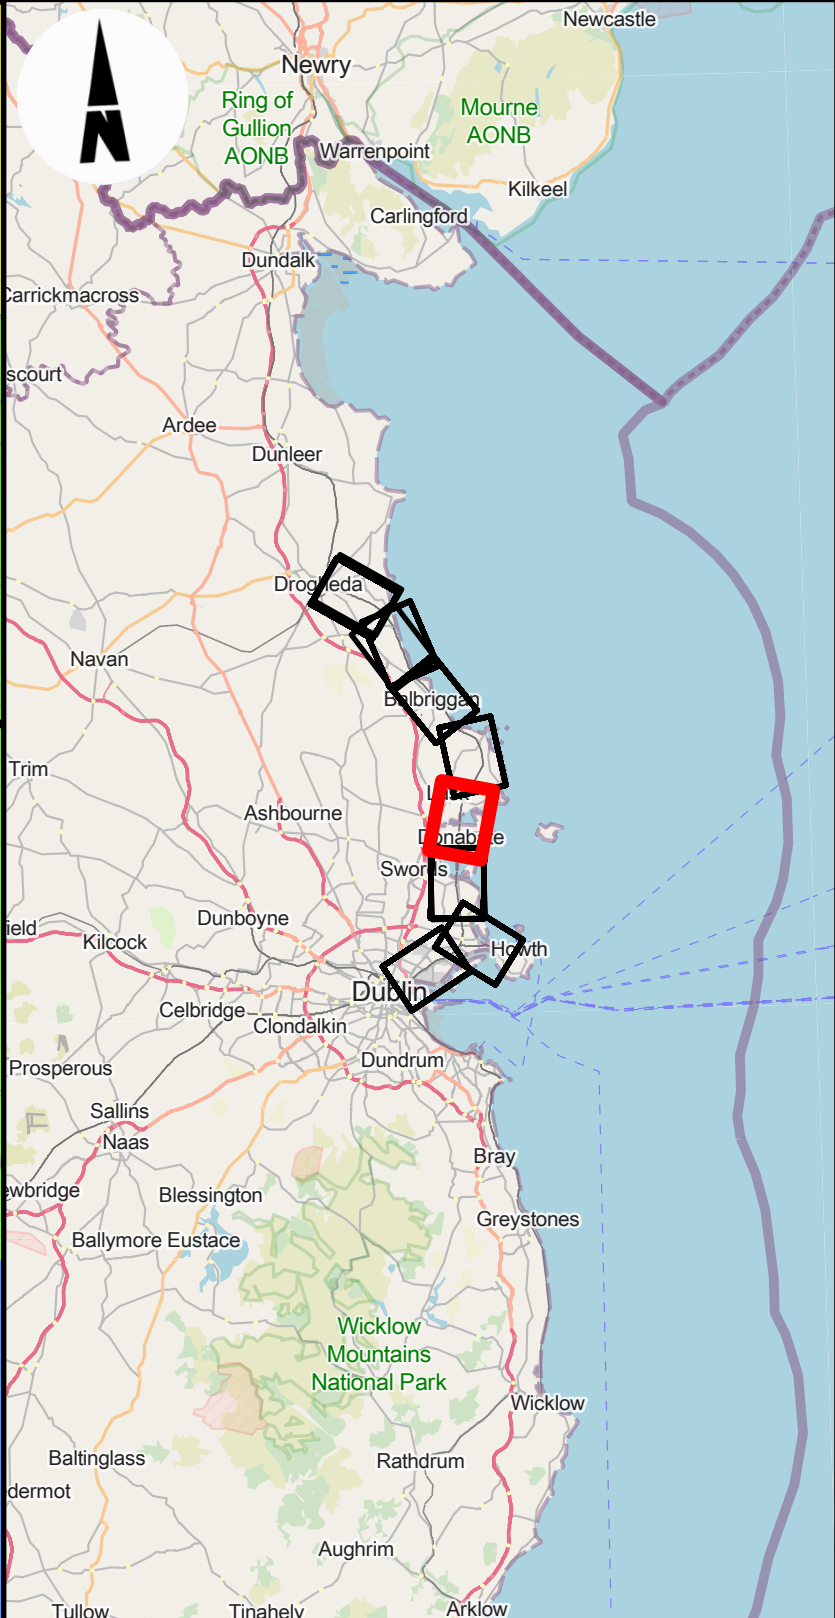 Newcastle
N
Newry
Ring of
Gullion
AONB
Mourne
AONB
Warrenpoint
Kilkeel
Carlingford
Dundalk
Carrickmacross
scourt
Ardee
Dunleer
Drogheda
Navan
Balbriggan
Trim
Lusk
Ashbourne
Donabate
Swords
Dunboyne
ield
Kilcock
Howth
Dublin
Celbridge
Clondalkin
Dundrum
Prosperous
Sallins
Naas
Bray
ewbridge
Blessington
Greystones
Ballymore Eustace
Wicklow
Mountains
National Park
Wicklow
Baltinglass
Rathdrum
dermot
Aughrim
Tullow
Tinahely
Arklow